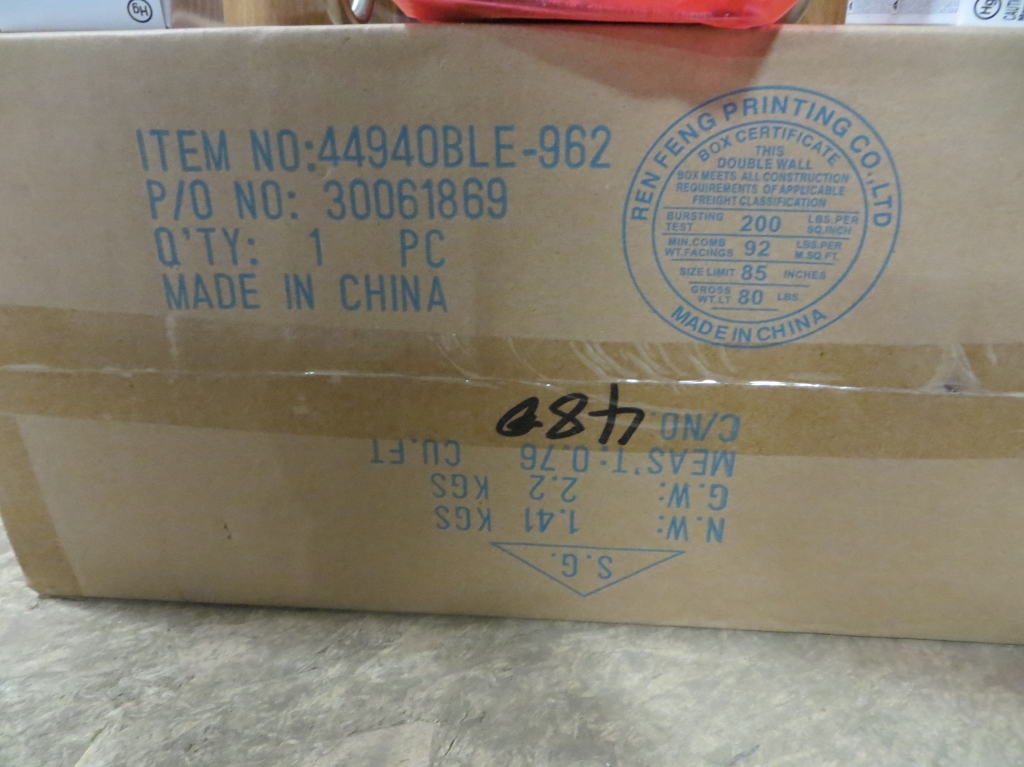 ITEM NO:44940BLE-962
P/O NO: 30061869
Q'TY: 1 PC
MADE IN CHINA
REN FENG PRINTING CO.,LTD
BOX CERTIFICATE
THIS
DOUBLE WALL
BOX MEETS ALL CONSTRUCTION
REQUIREMENTS OF APPLICABLE
FREIGHT CLASSIFICATION
BURSTING TEST 200 LBS.PER SQ.INCH
MIN.COMB WT.FACINGS 92 LBS.PER M.SQ.FT.
SIZE LIMIT 85 INCHES
GROSS WT.LT 80 LBS
MADE IN CHINA
S.G.
N.W: 1.41 KGS
G.W: 2.2 KGS
MEAS'T:0.76 CU.FT
C/NO.
Hg
Hg